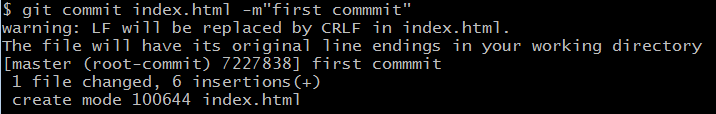 $ git commit index.html -m"first commmit"
warning: LF will be replaced by CRLF in index.html.
The file will have its original line endings in your working directory
[master (root-commit) 7227838] first commmit
 1 file changed, 6 insertions(+)
 create mode 100644 index.html